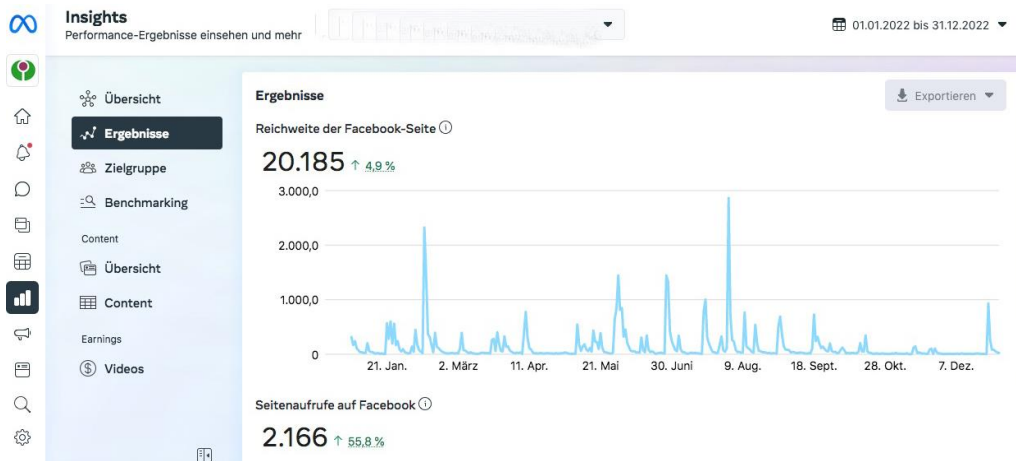 Insights
Performance-Ergebnisse einsehen und mehr
01.01.2022 bis 31.12.2022
Übersicht
Ergebnisse
Zielgruppe
Benchmarking
Content
Übersicht
Content
Earnings
Videos
Ergebnisse
Exportieren
Reichweite der Facebook-Seite
20.185 ↑ 4,9 %
3.000,0
2.000,0
1.000,0
0
21. Jan. 2. März 11. Apr. 21. Mai 30. Juni 9. Aug. 18. Sept. 28. Okt. 7. Dez.
Seitenaufrufe auf Facebook
2.166 ↑ 55,8 %